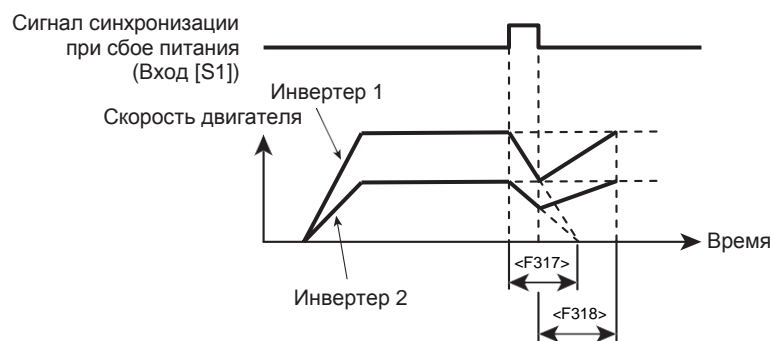 Сигнал синхронизации
при сбое питания
(Вход [S1])
Инвертер 1
Скорость двигателя
Время
<F317>
Инвертер 2
<F318>